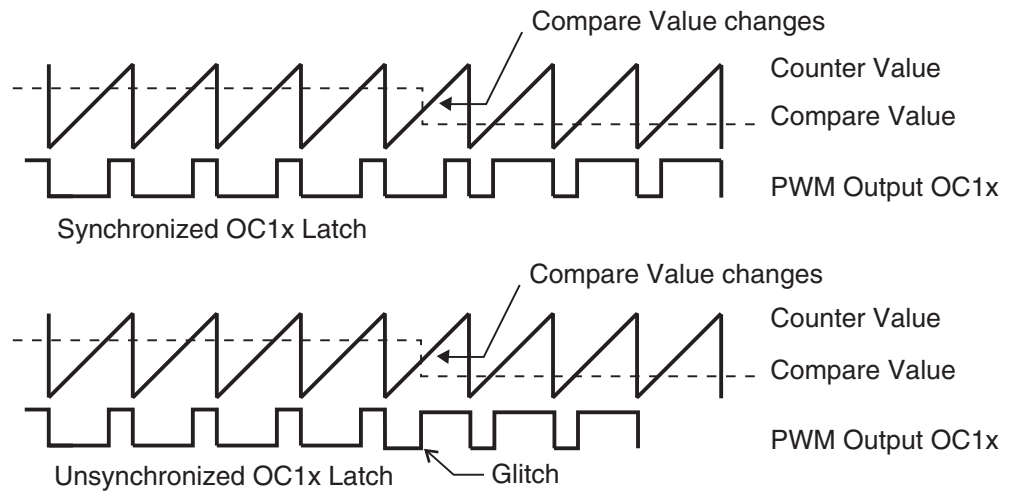 Compare Value changes
Counter Value
Compare Value
PWM Output OC1x
Synchronized OC1x Latch
Compare Value changes
Counter Value
Compare Value
PWM Output OC1x
Unsynchronized OC1x Latch
Glitch